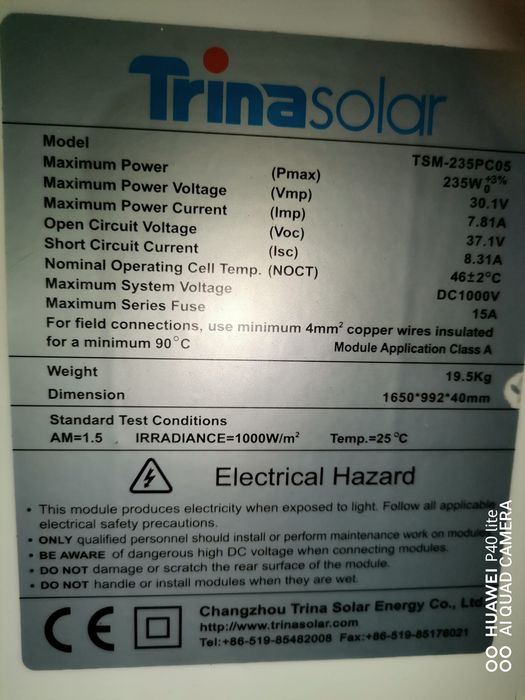 Trinasolar
Model TSM-235PC05
Maximum Power (Pmax) 235W +3% 0
Maximum Power Voltage (Vmp) 30.1V
Maximum Power Current (Imp) 7.81A
Open Circuit Voltage (Voc) 37.1V
Short Circuit Current (Isc) 8.31A
Nominal Operating Cell Temp. (NOCT) 46±2°C
Maximum System Voltage DC1000V
Maximum Series Fuse 15A
For field connections, use minimum 4mm² copper wires insulated
for a minimum 90°C Module Application Class A
Weight 19.5Kg
Dimension 1650*992*40mm
Standard Test Conditions
AM=1.5 IRRADIANCE=1000W/m² Temp.=25°C
Electrical Hazard
• This module produces electricity when exposed to light. Follow all applicable
electrical safety precautions.
• ONLY qualified personnel should install or perform maintenance work on
• BE AWARE of dangerous high DC voltage when connecting modules.
• DO NOT damage or scratch the rear surface of the module.
• DO NOT handle or install modules when they are wet.
CE
Changzhou Trina Solar Energy Co., Ltd
http://www.trinasolar.com
Tel:+86-519-85482008 Fax:+86-519-85176021
HUAWEI P40 lite
AI QUAD CAMERA